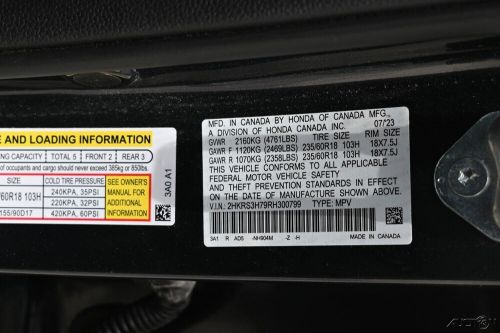 MFD. IN CANADA BY HONDA OF CANADA MFG.,
A DIVISION OF HONDA CANADA INC. 07/23
GVWR 2160KG (4761LBS) TIRE SIZE RIM SIZE
GAWR F 1120KG (2469LBS) 235/60R18 103H 18X7.5J
GAWR R 1070KG (2358LBS) 235/60R18 103H 18X7.5J
THIS VEHICLE CONFORMS TO ALL APPLICABLE
FEDERAL MOTOR VEHICLE SAFETY AND
THEFT PREVENTION STANDARDS IN EFFECT ON
THE DATE OF MANUFACTURE SHOWN ABOVE.
V.I.N: 2HKRS3H79RH300799 TYPE: MPV
3A1 R AD5 -NH904M -Z -H
MADE IN CANADA
E AND LOADING INFORMATION
NG CAPACITY TOTAL 5 FRONT 2 REAR 3
of occupants and cargo should never exceed 385kg or 850lbs.
SIZE COLD TIRE PRESSURE
60R18 103H 240KPA, 35PSI
220KPA, 32PSI
155/90D17 420KPA, 60PSI
SEE OWNER'S
MANUAL FOR
ADDITIONAL
INFORMATION
3A0 A1
AUTORevo